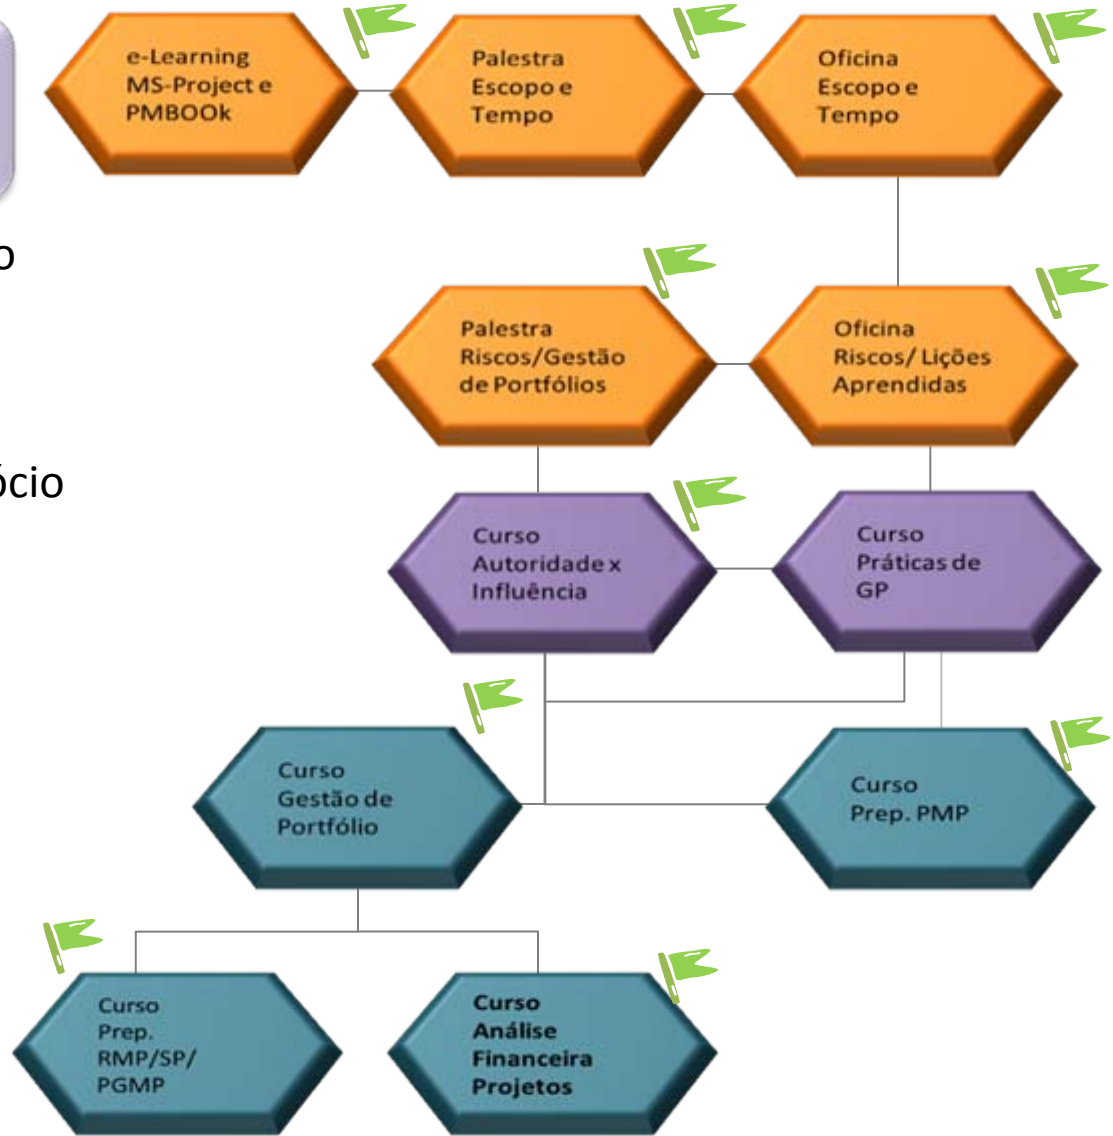 e-Learning
MS-Project e
PMBOOk
Palestra
Escopo e
Tempo
Oficina
Escopo e
Tempo
o
Palestra
Riscos/Gestão
de Portfólios
Oficina
Riscos/ Lições
Aprendidas
ócio
Curso
Autoridade x
Influência
Curso
Práticas de
GP
Curso
Gestão de
Portfólio
Curso
Prep. PMP
Curso
Prep.
RMP/SP/
PGMP
Curso
Análise
Financeira
Projetos